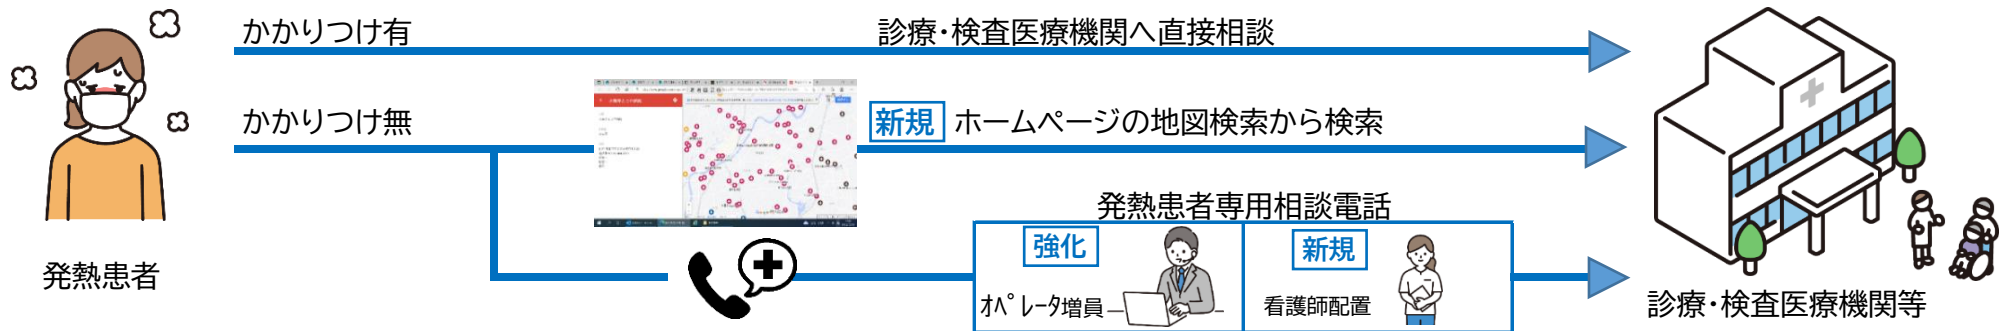 かかりつけ有
診療・検査医療機関へ直接相談
かかりつけ無
新規 ホームページの地図検索から検索
発熱患者専用相談電話
強化
新規
オペレータ増員
看護師配置
発熱患者
診療・検査医療機関等